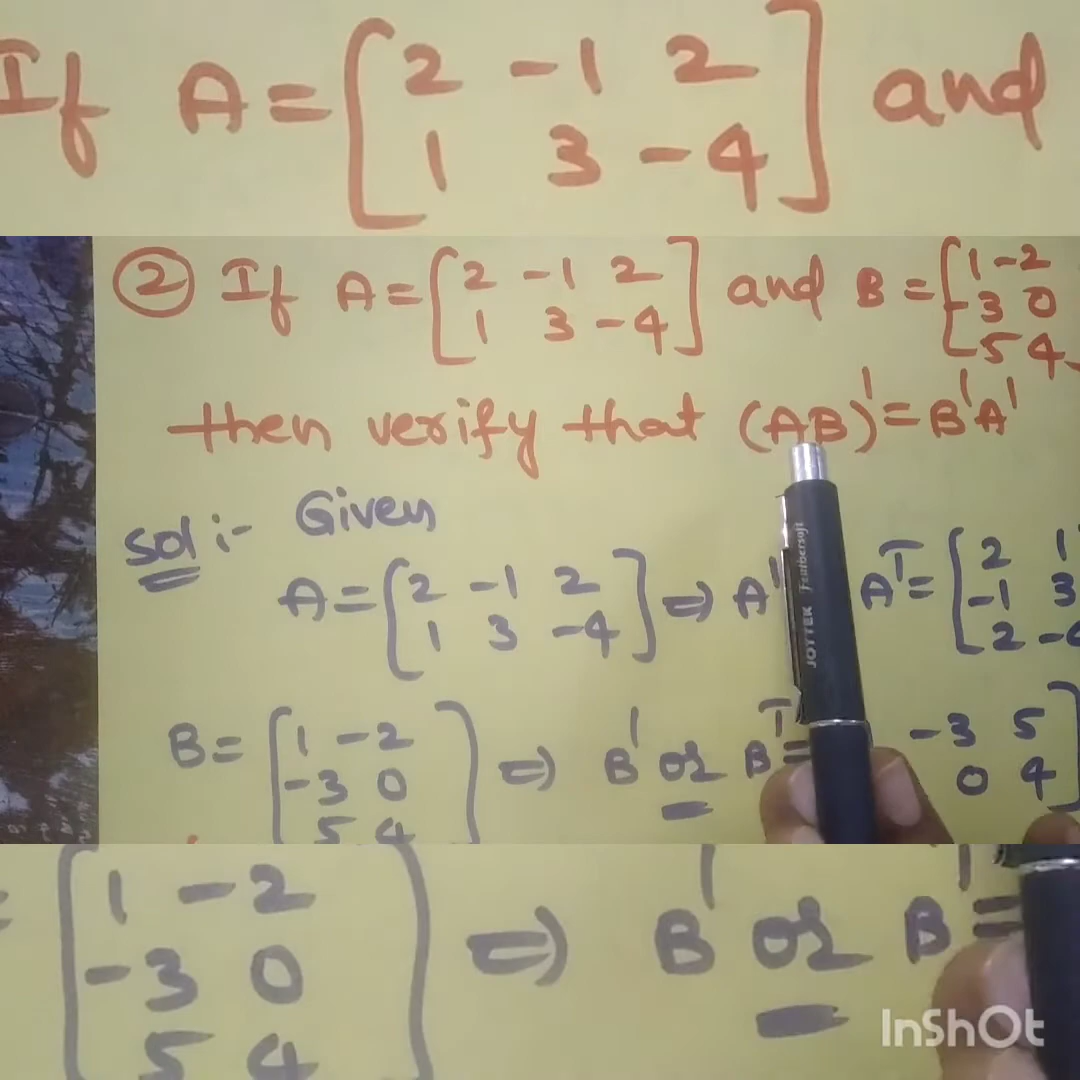 If A = [ 2 -1 2 ] and
1 3 -4
② If A = [ 2 -1 2 ] and B = [ 1 -2
1 3 -4 -3 0
5 4
then verify that (AB)' = B'A'
Sol :- Given
A = [ 2 -1 2 ] ⇒ A' A^T = [ 2 1
1 3 -4 -1 3
2 -4
B = [ 1 -2 ] ⇒ B' or B^T = -3 5
-3 0 0 4
5 4
= [ 1 -2 ] ⇒ B' or B' =
-3 0
5 4
JOTTEK Feathersoft
InShOt